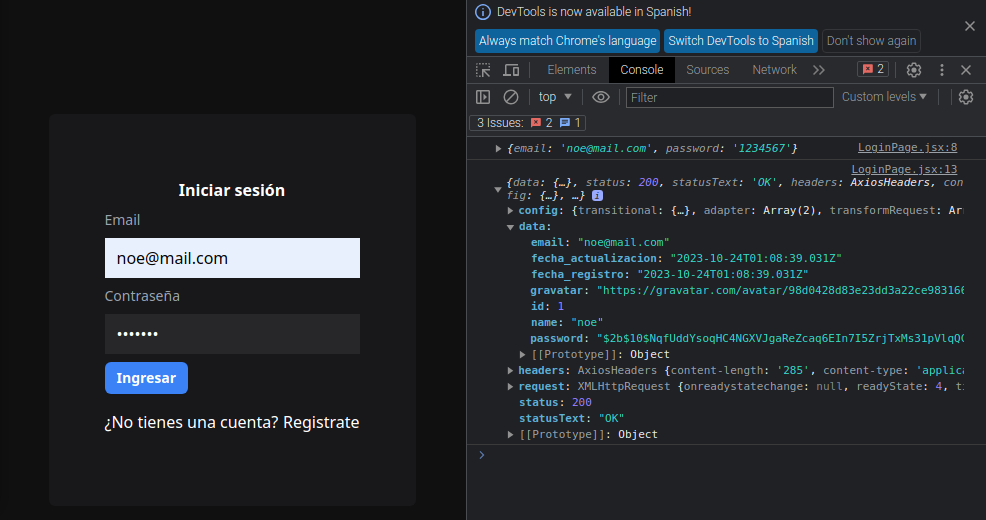 Iniciar sesión
Email
noe@mail.com
Contraseña
•••••••
Ingresar
¿No tienes una cuenta? Registrate
DevTools is now available in Spanish!
Always match Chrome's language Switch DevTools to Spanish Don't show again
Elements Console Sources Network 2
top Filter Custom levels
3 Issues: 2 1
{email: 'noe@mail.com', password: '1234567'} LoginPage.jsx:8
LoginPage.jsx:13
{data: {…}, status: 200, statusText: 'OK', headers: AxiosHeaders, con
fig: {…}, …} i
config: {transitional: {…}, adapter: Array(2), transformRequest: Ar
data:
email: "noe@mail.com"
fecha_actualizacion: "2023-10-24T01:08:39.031Z"
fecha_registro: "2023-10-24T01:08:39.031Z"
gravatar: "https://gravatar.com/avatar/98d0428d83e23dd3a22ce983166
id: 1
name: "noe"
password: "$2b$10$NqfUddYsoqHC4NGXVJgaReZcaq6EIn7I5ZrjTxMs31pVlqQC
[[Prototype]]: Object
headers: AxiosHeaders {content-length: '285', content-type: 'applica
request: XMLHttpRequest {onreadystatechange: null, readyState: 4, ti
status: 200
statusText: "OK"
[[Prototype]]: Object